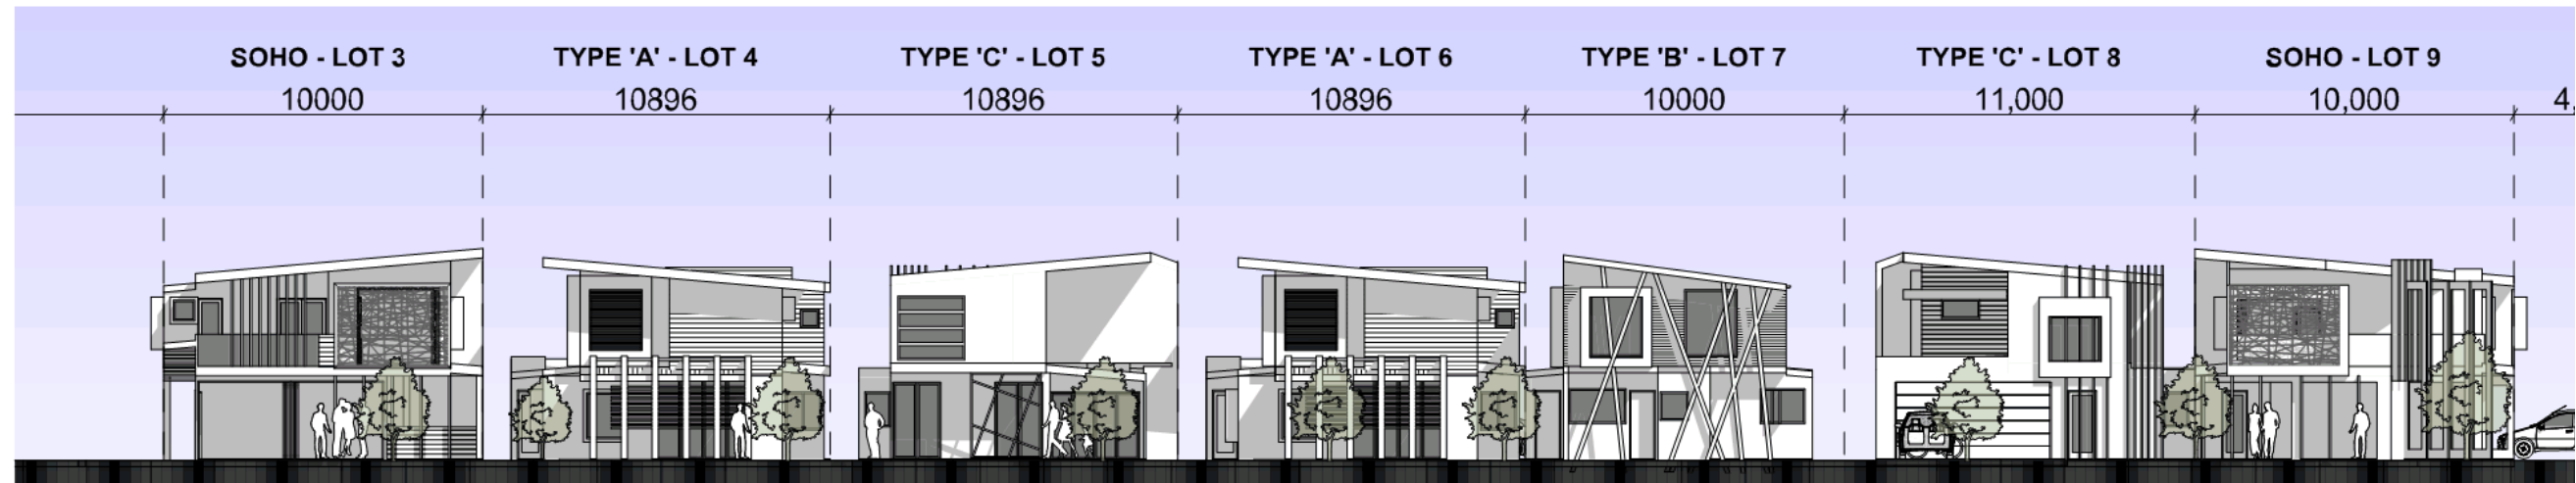 SOHO - LOT 3 TYPE 'A' - LOT 4 TYPE 'C' - LOT 5 TYPE 'A' - LOT 6 TYPE 'B' - LOT 7 TYPE 'C' - LOT 8 SOHO - LOT 9
10000 10896 10896 10896 10000 11,000 10,000 4,